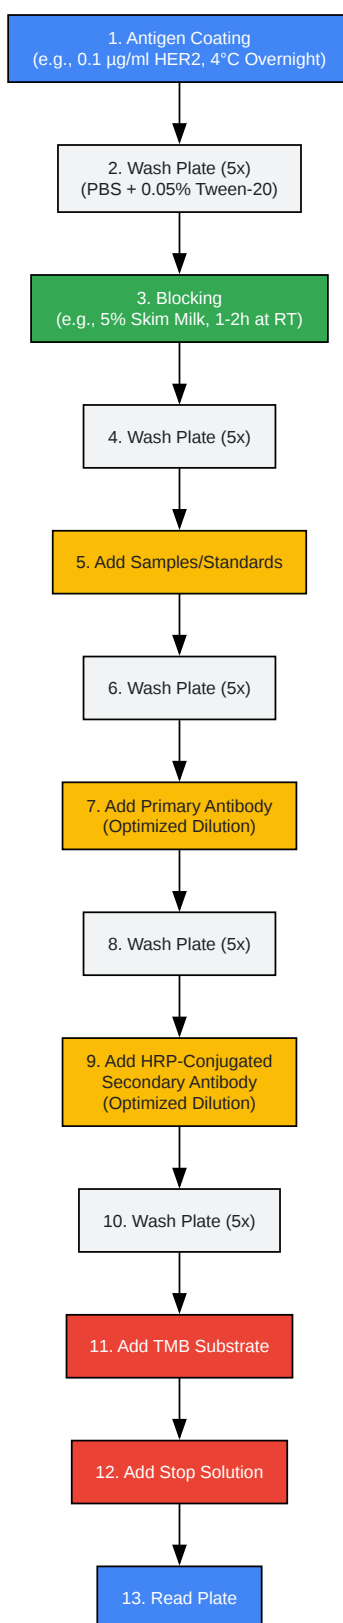 1. Antigen Coating
(e.g., 0.1 µg/ml HER2, 4°C Overnight)
2. Wash Plate (5x)
(PBS + 0.05% Tween-20)
3. Blocking
(e.g., 5% Skim Milk, 1-2h at RT)
4. Wash Plate (5x)
5. Add Samples/Standards
6. Wash Plate (5x)
7. Add Primary Antibody
(Optimized Dilution)
8. Wash Plate (5x)
9. Add HRP-Conjugated
Secondary Antibody
(Optimized Dilution)
10. Wash Plate (5x)
11. Add TMB Substrate
12. Add Stop Solution
13. Read Plate